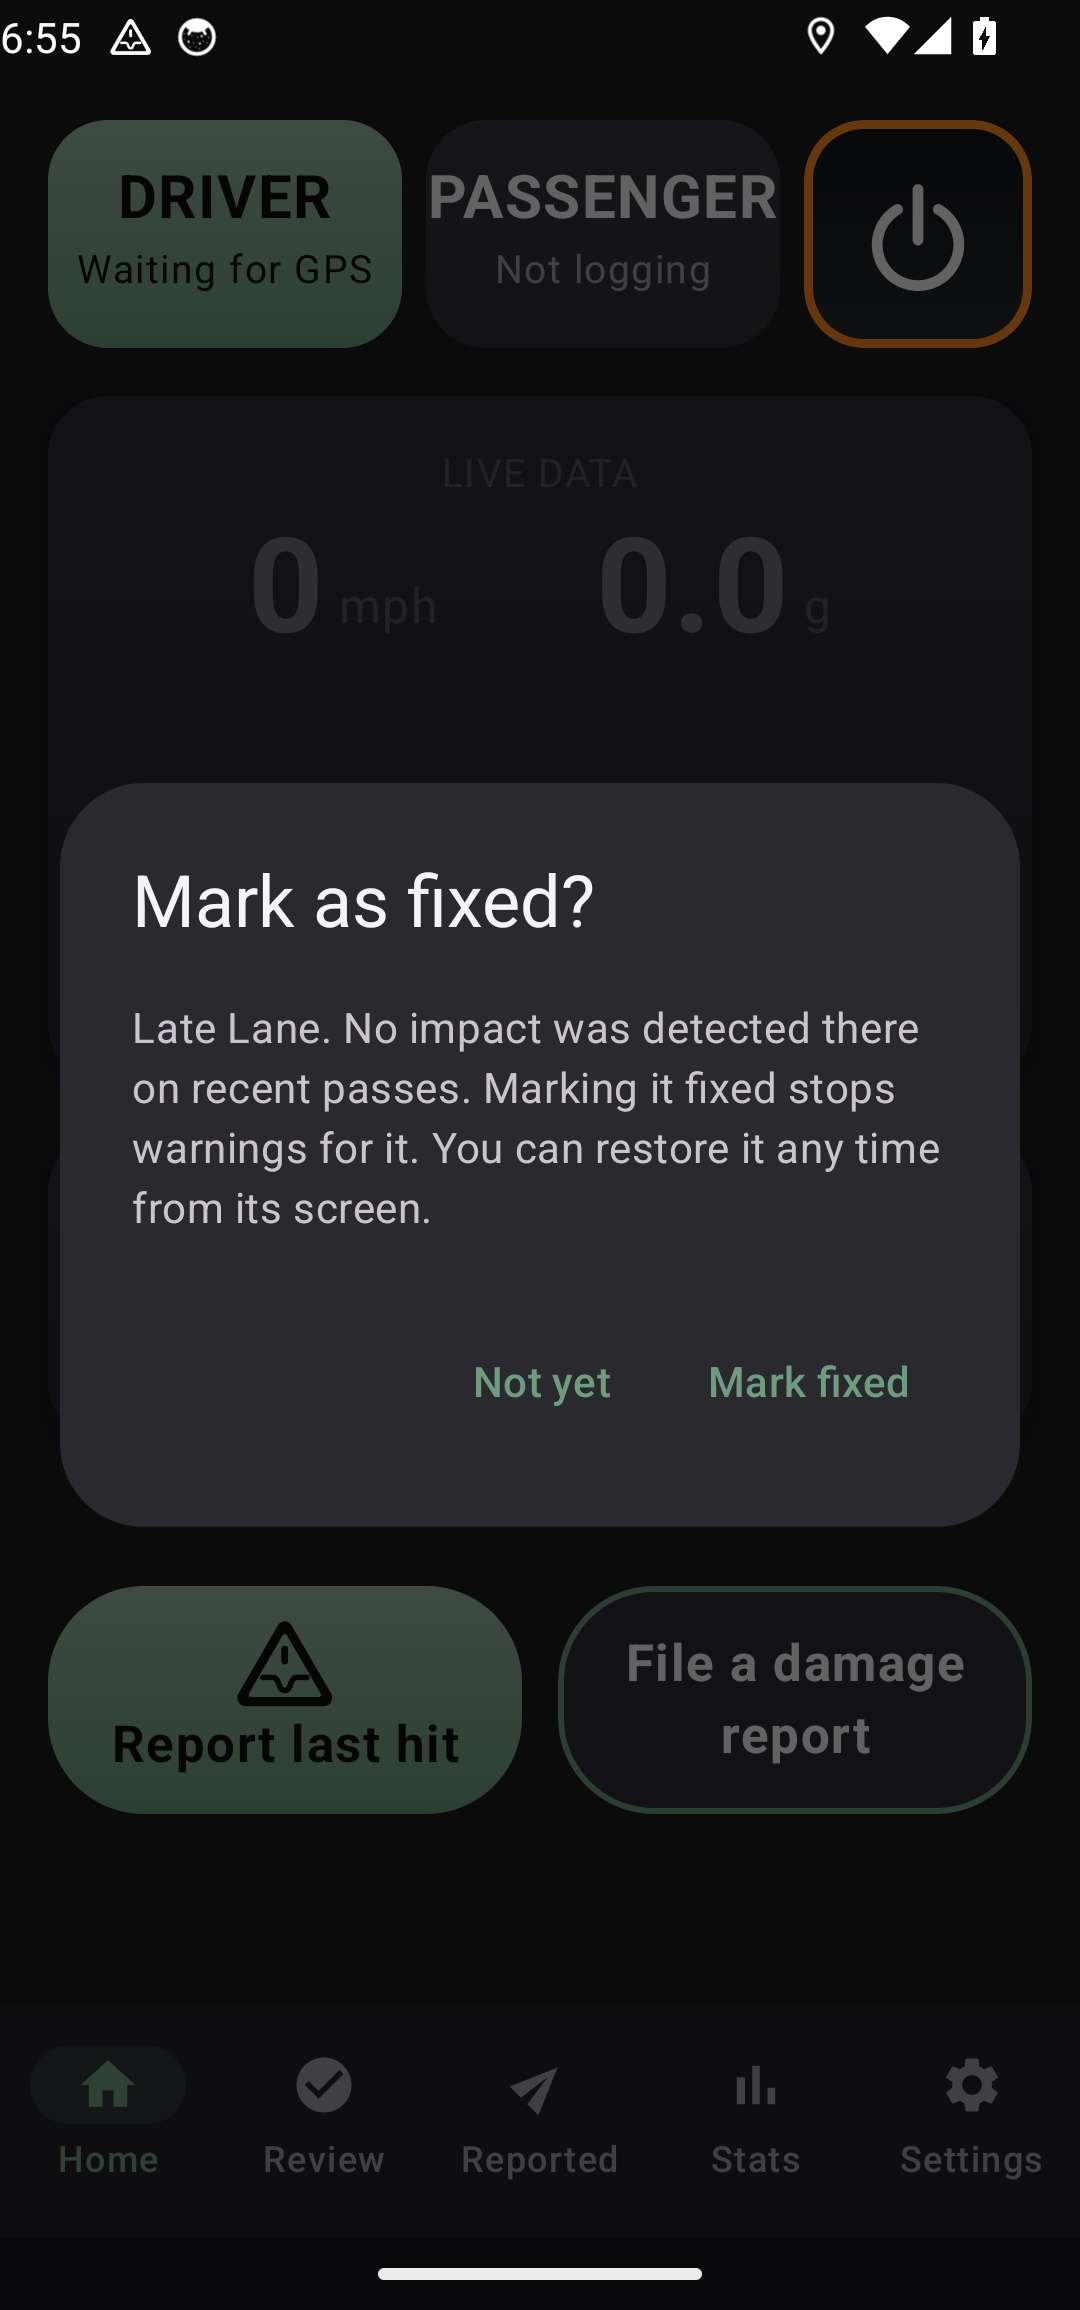 6:55
DRIVER
Waiting for GPS
PASSENGER
Not logging
LIVE DATA
0 mph
0.0 g
Mark as fixed?
Late Lane. No impact was detected there
on recent passes. Marking it fixed stops
warnings for it. You can restore it any time
from its screen.
Not yet
Mark fixed
Report last hit
File a damage
report
Home
Review
Reported
Stats
Settings